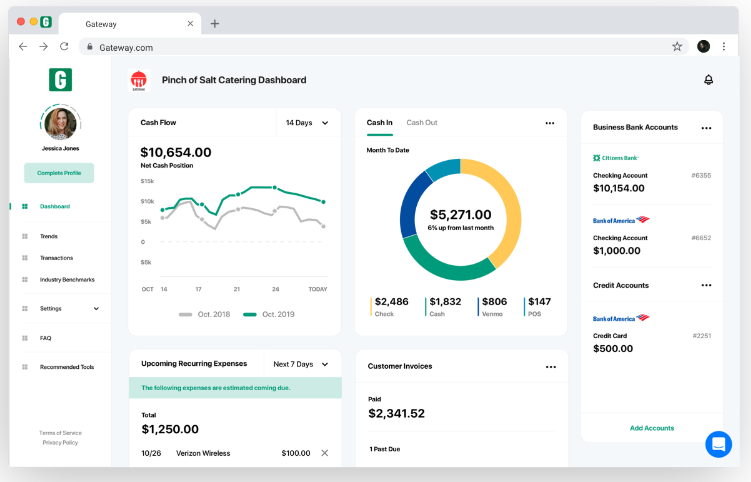 Gateway
Gateway.com
G
Pinch of Salt Catering Dashboard
Jessica Jones
Complete Profile
Dashboard
Trends
Transactions
Industry Benchmarks
Settings
FAQ
Recommended Tools
Terms of Service
Privacy Policy
Cash Flow
14 Days
$10,654.00
Net Cash Position
$15k
$10k
$5k
0
$5k
OCT 14 17 21 24 TODAY
Oct. 2018 Oct. 2019
Cash In Cash Out
Month To Date
$5,271.00
6% up from last month
$2,486 $1,832 $806 $147
Check Cash Venmo POS
Business Bank Accounts
Citizens Bank
Checking Account #6356
$10,154.00
Bank of America
Checking Account #6652
$1,000.00
Credit Accounts
Bank of America
Credit Card #2251
$500.00
Add Accounts
Upcoming Recurring Expenses
Next 7 Days
The following expenses are estimated coming due.
Total
$1,250.00
10/26 Verizon Wireless $100.00
Customer Invoices
Paid
$2,341.52
1 Past Due